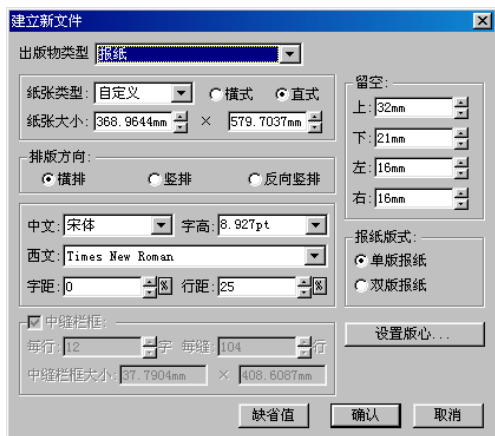 建立新文件
出版物类型 报纸
纸张类型: 自定义 横式 直式
纸张大小: 368.9644mm × 579.7037mm
排版方向:
横排 竖排 反向竖排
中文: 宋体 字高: 8.927pt
西文: Times New Roman
字距: 0 % 行距: 25 %
中缝栏框:
每行: 12 字 每缝: 104 行
中缝栏框大小: 37.7904mm × 408.6087mm
留空:
上: 32mm
下: 21mm
左: 16mm
右: 16mm
报纸版式:
单版报纸
双版报纸
设置版心...
缺省值 确认 取消